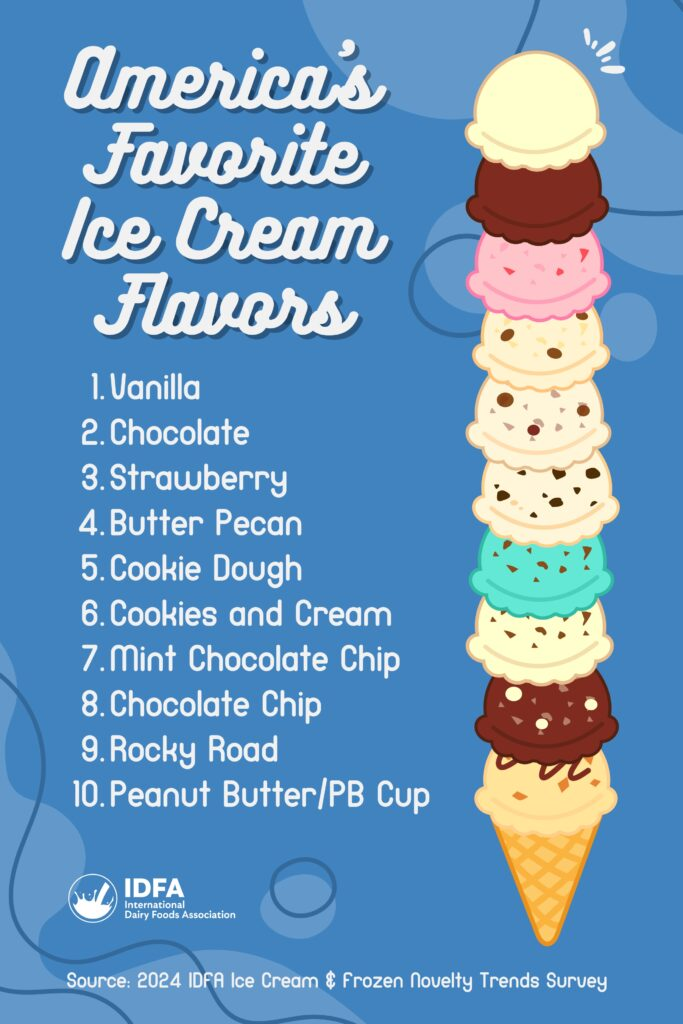 America's
Favorite
Ice Cream
Flavors
1. Vanilla
2. Chocolate
3. Strawberry
4. Butter Pecan
5. Cookie Dough
6. Cookies and Cream
7. Mint Chocolate Chip
8. Chocolate Chip
9. Rocky Road
10. Peanut Butter/PB Cup
IDFA
International
Dairy Foods Association
Source: 2024 IDFA Ice Cream & Frozen Novelty Trends Survey